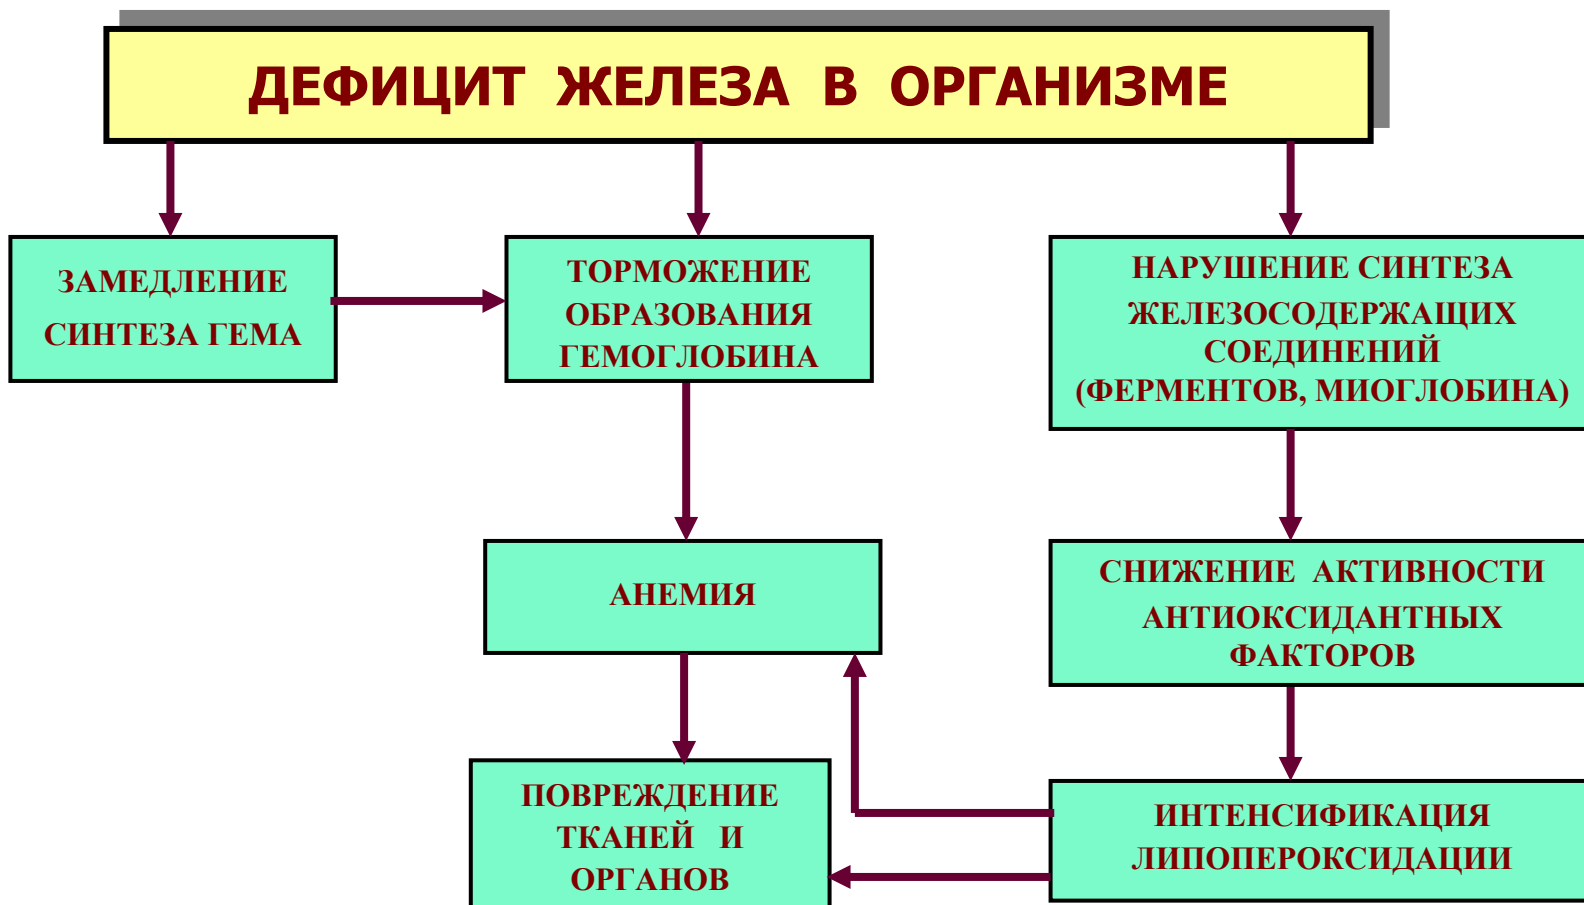 ДЕФИЦИТ ЖЕЛЕЗА В ОРГАНИЗМЕ
ЗАМЕДЛЕНИЕ
СИНТЕЗА ГЕМА
ТОРМОЖЕНИЕ
ОБРАЗОВАНИЯ
ГЕМОГЛОБИНА
НАРУШЕНИЕ СИНТЕЗА
ЖЕЛЕЗОСОДЕРЖАЩИХ
СОЕДИНЕНИЙ
(ФЕРМЕНТОВ, МИОГЛОБИНА)
АНЕМИЯ
СНИЖЕНИЕ АКТИВНОСТИ
АНТИОКСИДАНТНЫХ
ФАКТОРОВ
ПОВРЕЖДЕНИЕ
ТКАНЕЙ И
ОРГАНОВ
ИНТЕНСИФИКАЦИЯ
ЛИПОПЕРОКСИДАЦИИ